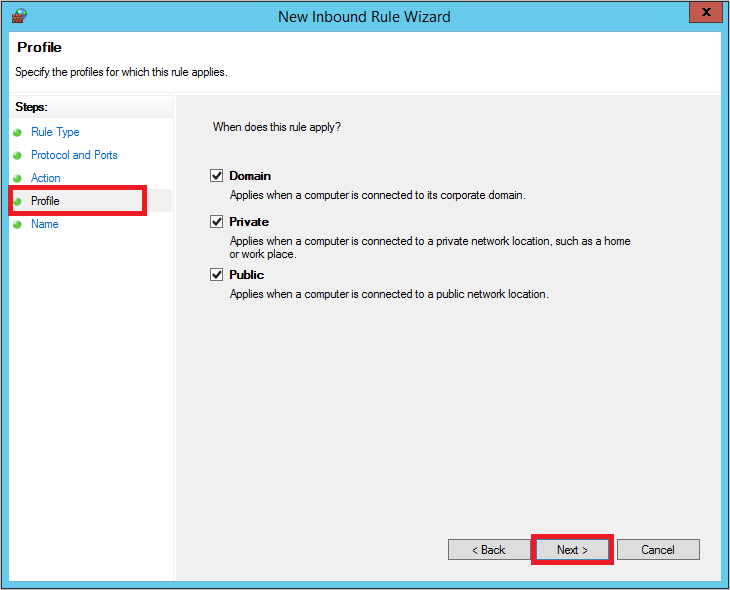 New Inbound Rule Wizard
X
Profile
Specify the profiles for which this rule applies.
Steps:
Rule Type
Protocol and Ports
Action
Profile
Name
When does this rule apply?
Domain
Applies when a computer is connected to its corporate domain.
Private
Applies when a computer is connected to a private network location, such as a home
or work place.
Public
Applies when a computer is connected to a public network location.
< Back
Next >
Cancel